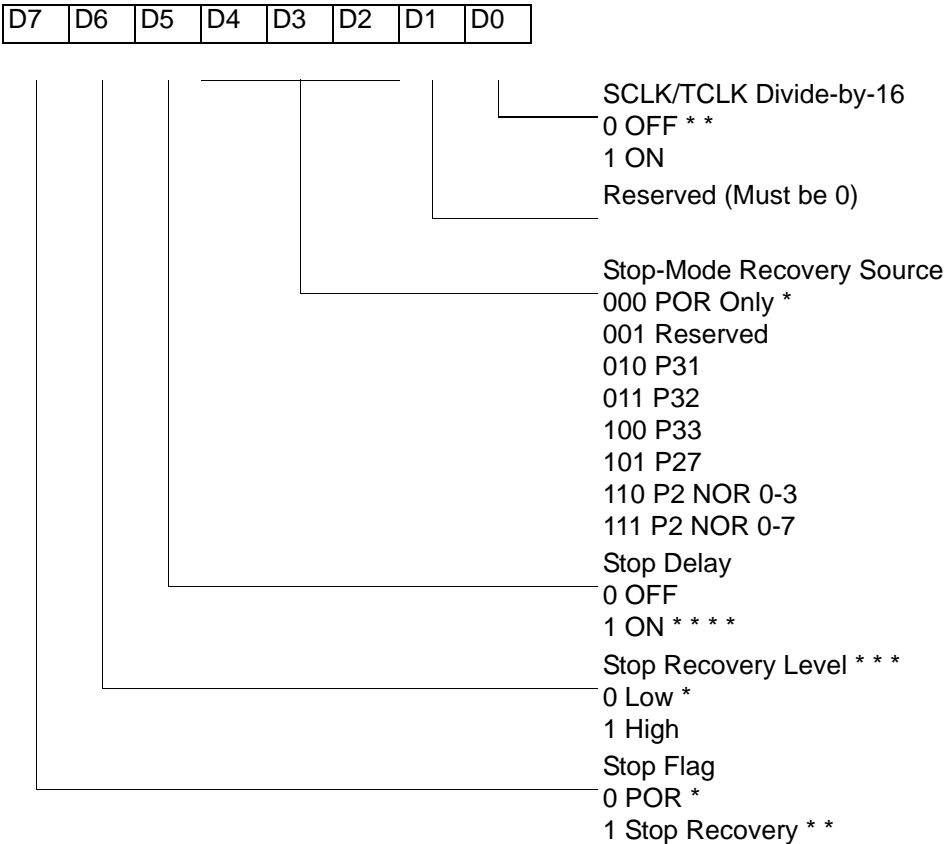 D7 D6 D5 D4 D3 D2 D1 D0
SCLK/TCLK Divide-by-16
0 OFF * *
1 ON
Reserved (Must be 0)
Stop-Mode Recovery Source
000 POR Only *
001 Reserved
010 P31
011 P32
100 P33
101 P27
110 P2 NOR 0-3
111 P2 NOR 0-7
Stop Delay
0 OFF
1 ON * * * *
Stop Recovery Level * * *
0 Low *
1 High
Stop Flag
0 POR *
1 Stop Recovery * *